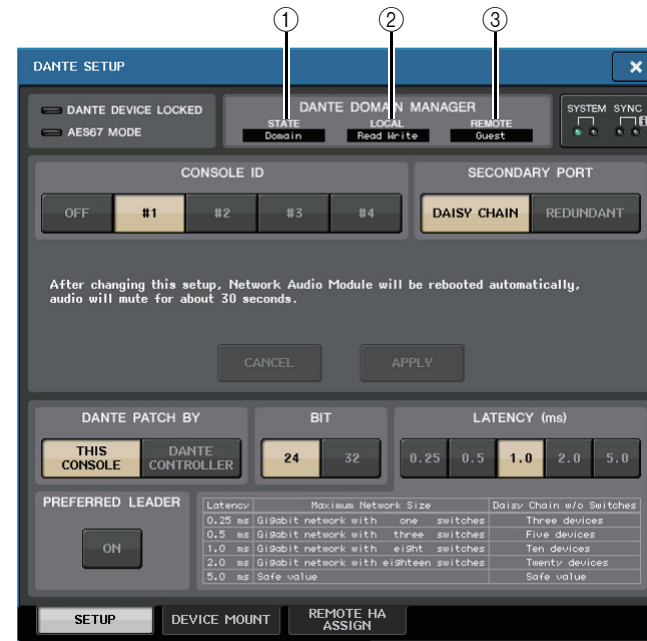 ① ② ③
DANTE SETUP
DANTE DEVICE LOCKED
AES67 MODE
DANTE DOMAIN MANAGER
STATE LOCAL REMOTE
Domain Read Write Guest
SYSTEM SYNC
CONSOLE ID
OFF #1 #2 #3 #4
SECONDARY PORT
DAISY CHAIN REDUNDANT
After changing this setup, Network Audio Module will be rebooted automatically,
audio will mute for about 30 seconds.
CANCEL APPLY
DANTE PATCH BY
THIS CONSOLE DANTE CONTROLLER
BIT
24 32
LATENCY (ms)
0.25 0.5 1.0 2.0 5.0
PREFERRED LEADER
ON
Latency Maximum Network Size Daisy Chain w/o Switches
0.25 ms Gigabit network with one switches Three devices
0.5 ms Gigabit network with three switches Five devices
1.0 ms Gigabit network with eight switches Ten devices
2.0 ms Gigabit network with eighteen switches Twenty devices
5.0 ms Safe value Safe value
SETUP DEVICE MOUNT REMOTE HA ASSIGN